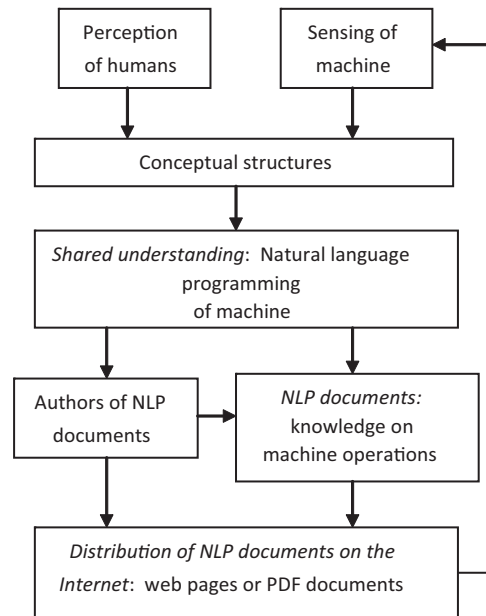 Perception
of humans
Sensing of
machine
Conceptual structures
Shared understanding: Natural language
programming
of machine
Authors of NLP
documents
NLP documents:
knowledge on
machine operations
Distribution of NLP documents on the
Internet: web pages or PDF documents